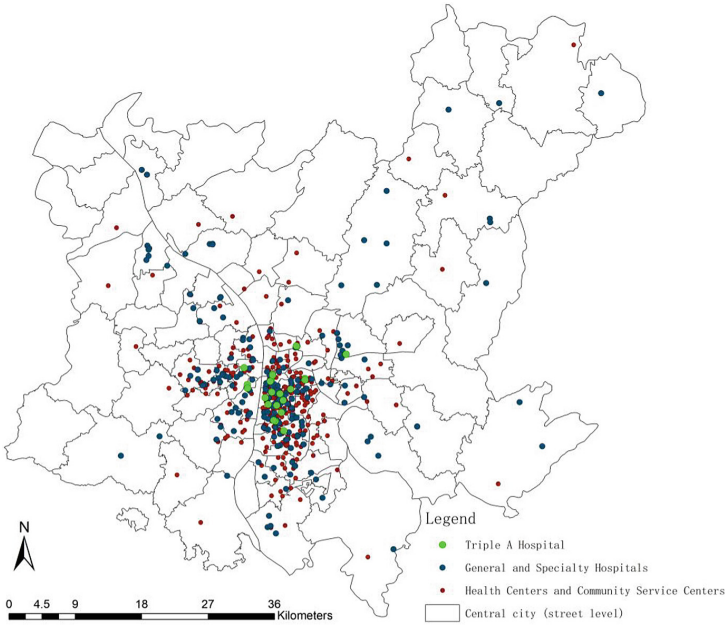 Legend
N
Triple A Hospital
General and Specialty Hospitals
Health Centers and Community Service Centers
Central city (street level)
0 4.5 9 18 27 36
Kilometers